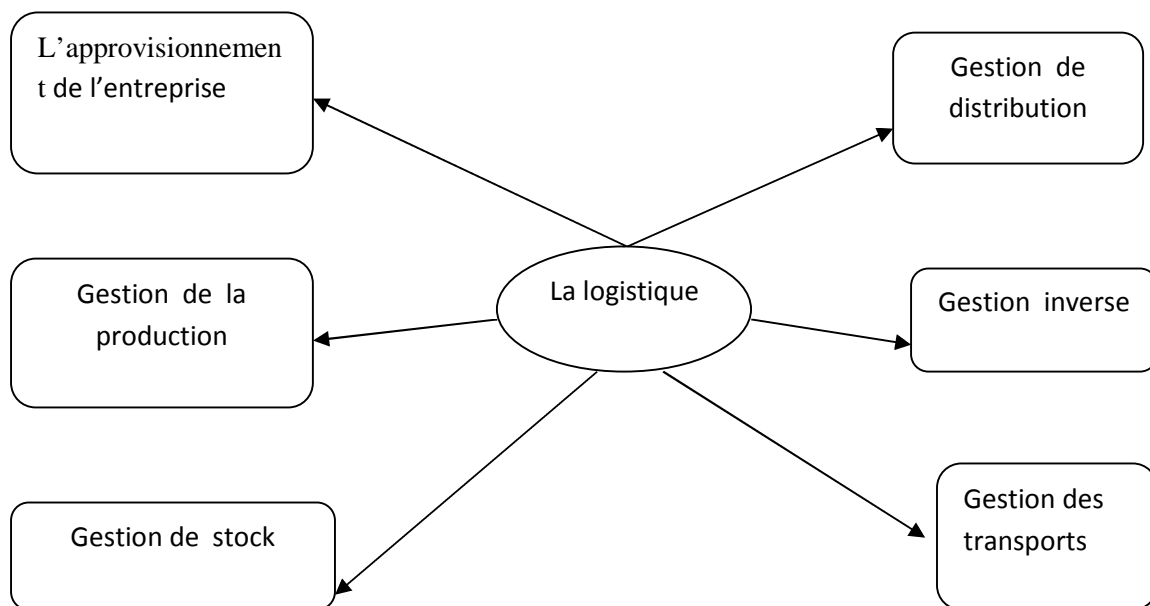 L’approvisionnemen
t de l’entreprise
Gestion de
distribution
Gestion de la
production
La logistique
Gestion inverse
Gestion de stock
Gestion des
transports